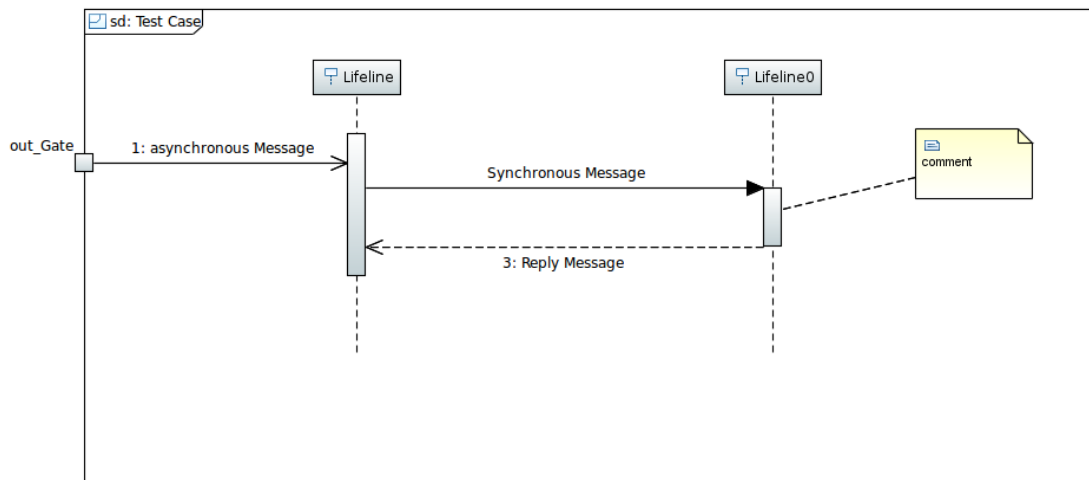 sd: Test Case
Lifeline
Lifeline0
out_Gate
1: asynchronous Message
comment
Synchronous Message
3: Reply Message